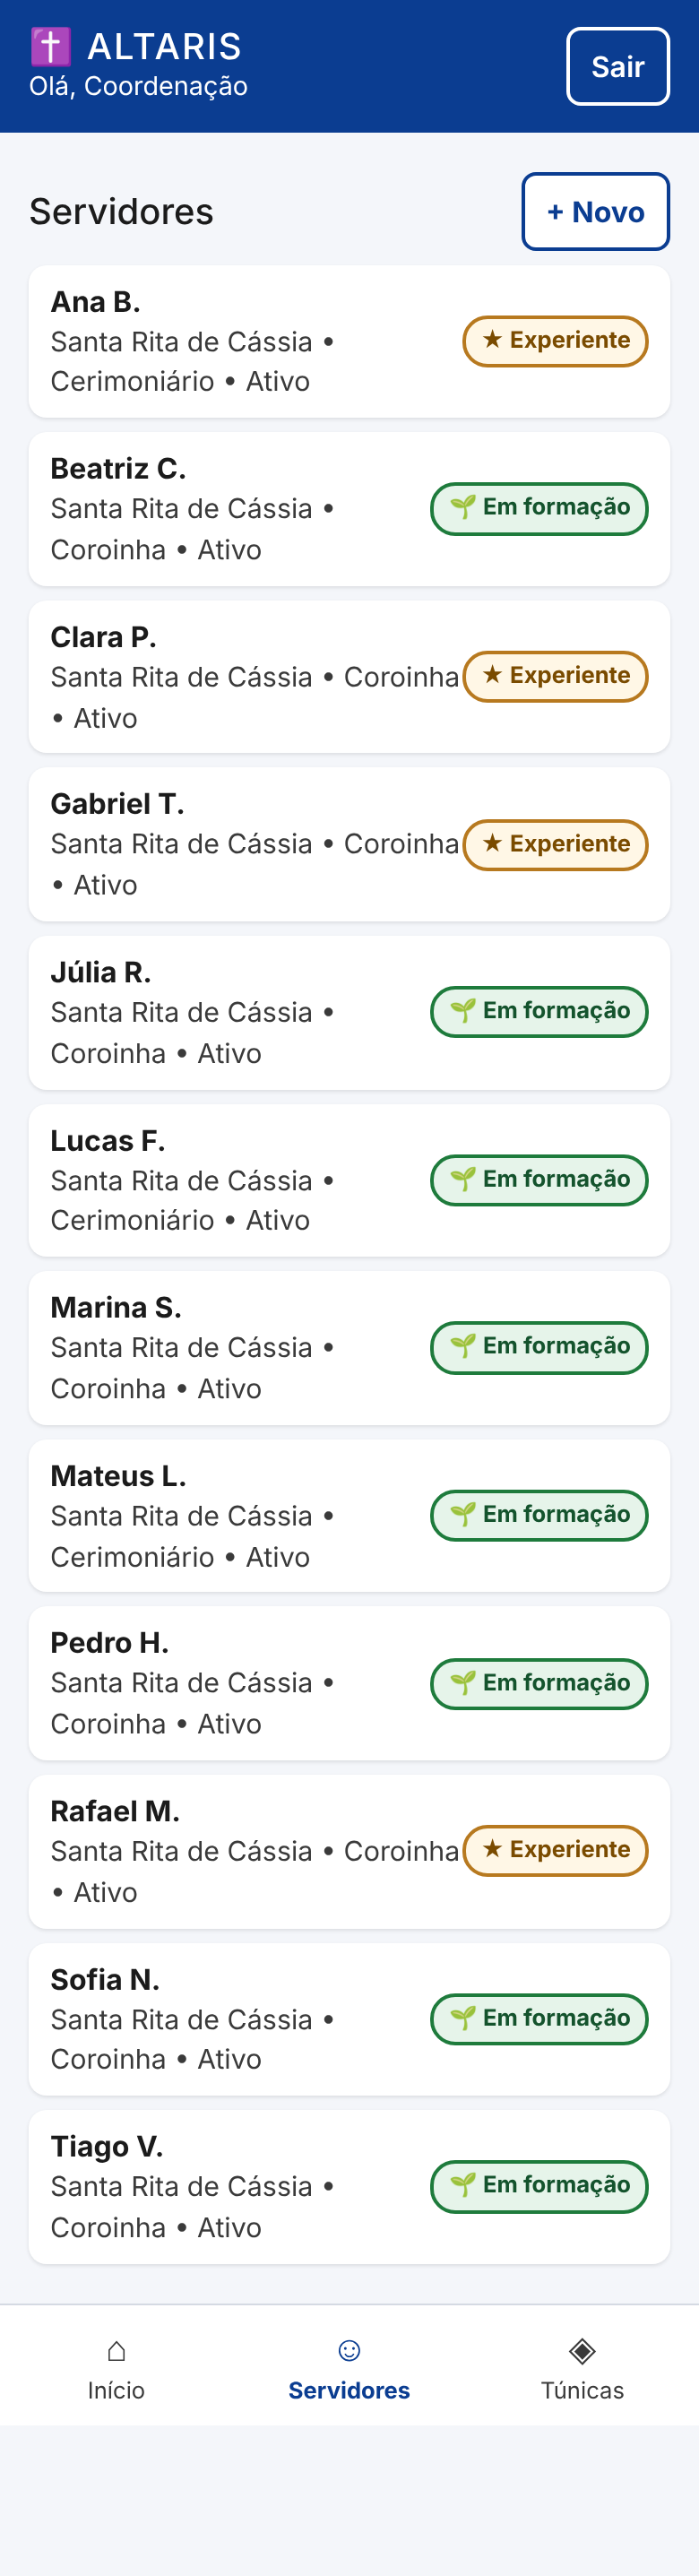 ✝️ ALTARIS
Olá, Coordenação
Sair
Servidores
+ Novo
Ana B.
Santa Rita de Cássia •
Cerimoniário • Ativo
★ Experiente
Beatriz C.
Santa Rita de Cássia •
Coroinha • Ativo
🌱 Em formação
Clara P.
Santa Rita de Cássia • Coroinha
• Ativo
★ Experiente
Gabriel T.
Santa Rita de Cássia • Coroinha
• Ativo
★ Experiente
Júlia R.
Santa Rita de Cássia •
Coroinha • Ativo
🌱 Em formação
Lucas F.
Santa Rita de Cássia •
Cerimoniário • Ativo
🌱 Em formação
Marina S.
Santa Rita de Cássia •
Coroinha • Ativo
🌱 Em formação
Mateus L.
Santa Rita de Cássia •
Cerimoniário • Ativo
🌱 Em formação
Pedro H.
Santa Rita de Cássia •
Coroinha • Ativo
🌱 Em formação
Rafael M.
Santa Rita de Cássia • Coroinha
• Ativo
★ Experiente
Sofia N.
Santa Rita de Cássia •
Coroinha • Ativo
🌱 Em formação
Tiago V.
Santa Rita de Cássia •
Coroinha • Ativo
🌱 Em formação
Início
Servidores
Túnicas